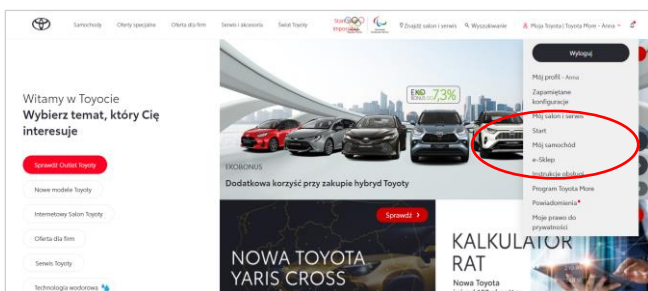 Samochody
Oferty specjalne
Oferta dla firm
Serwis i akcesoria
Świat Toyoty
Znajdź salon i serwis
Wyszukiwanie
Moja Toyota | Toyota More - Anna
Wyloguj
Mój profil - Anna
Zapamiętane
konfiguracje
Mój salon i serwis
Start
Mój samochód
e-Sklep
Instrukcje obsługi
Program Toyota More
Powiadomienia
Moje prawo do
prywatności
Witamy w Toyocie
Wybierz temat, który Cię
interesuje
Sprawdź Outlet Toyoty
Nowe modele Toyoty
Internetowy Salon Toyoty
Oferta dla firm
Serwis Toyoty
Technologia wodorowa
7,3%
EKOBONUS
Dodatkowa korzyść przy zakupie hybryd Toyoty
Sprawdź >
NOWA TOYOTA
YARIS CROSS
KALKULATOR
RAT
Nowa Toyota